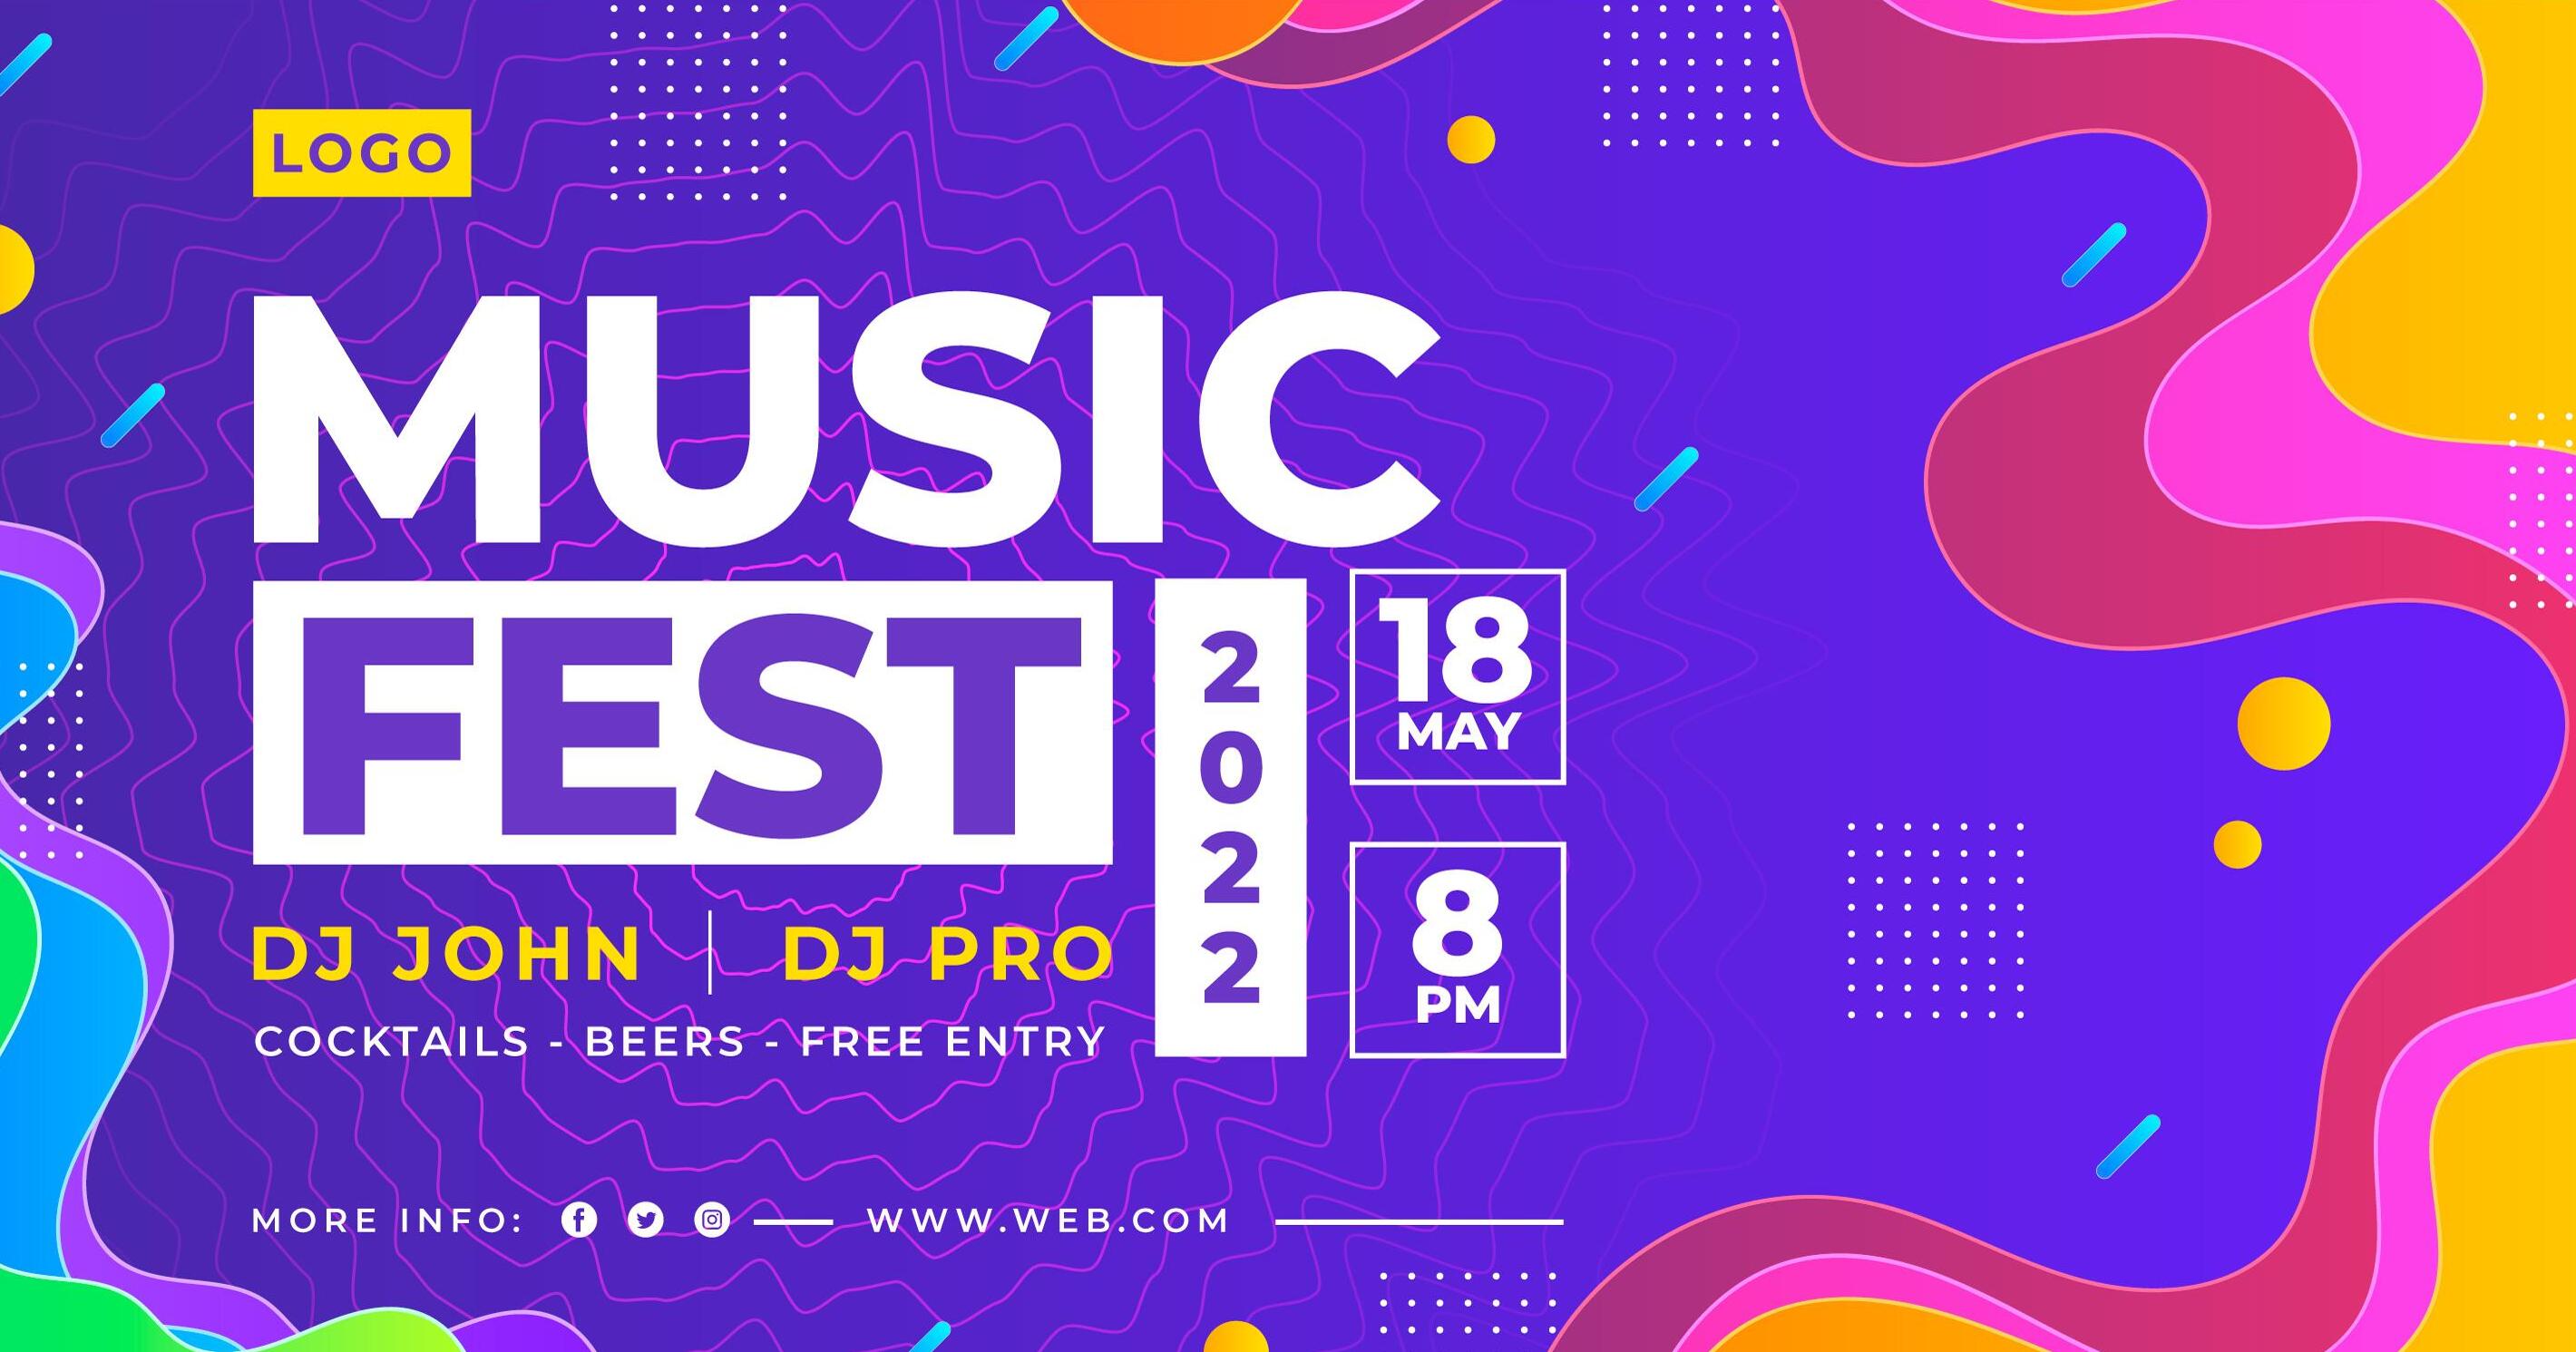 LOGO
MUSIC
FEST
2022
18
MAY
8
PM
DJ JOHN | DJ PRO
COCKTAILS - BEERS - FREE ENTRY
MORE INFO:
WWW.WEB.COM